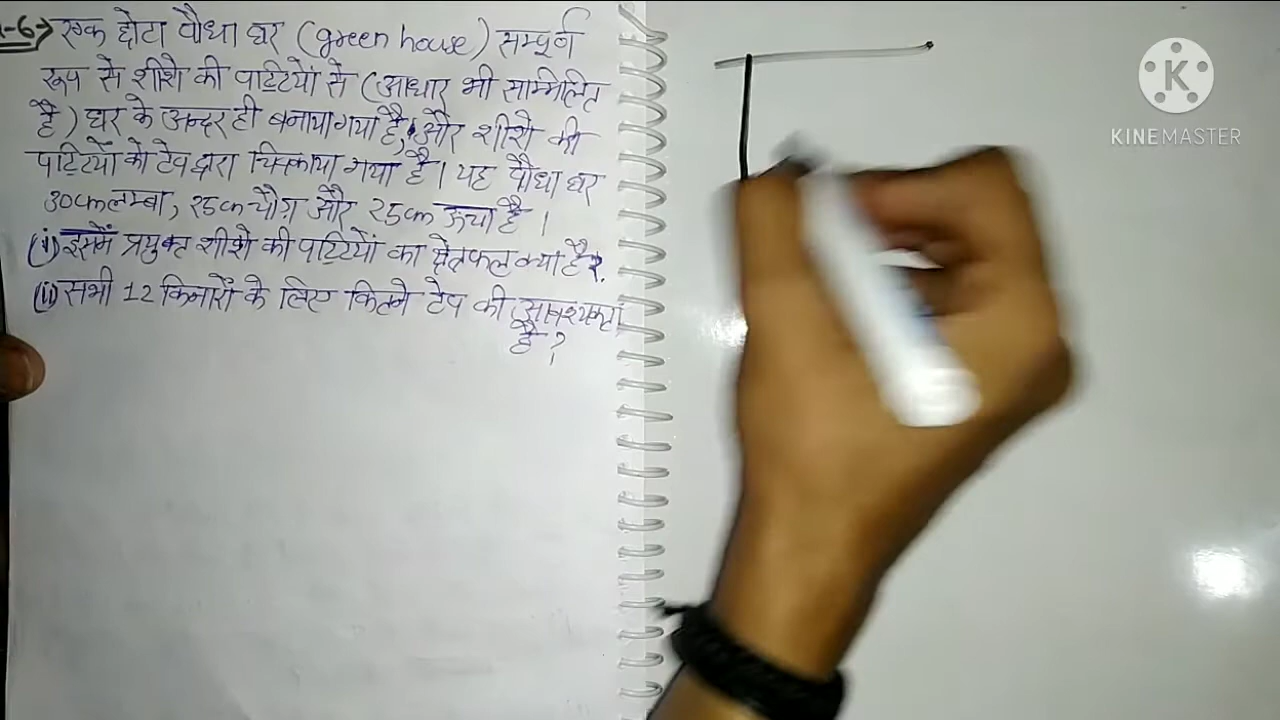 -6→ एक छोटा पौधा घर (green house) सम्पूर्ण
रूप से शीशे की पट्टियों से (आधार भी सम्मिलित
है) घर के अन्दर ही बनाया गया है, और शीशे की
पट्टियों को टेप द्वारा चिपकाया गया है। यह पौधा घर
30cm लम्बा, 25cm चौड़ा और 25cm ऊंचा है।
(i) इसमें प्रयुक्त शीशे की पट्टियों का क्षेत्रफल क्या है?
(ii) सभी 12 किनारों के लिए कितने टेप की आवश्यकता
है?
K
KINEMASTER